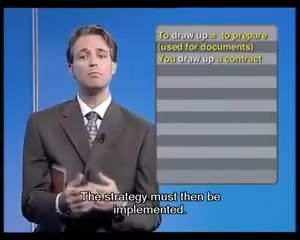 To draw up = to prepare
(used for documents)
You draw up a contract
The strategy must then be
implemented.